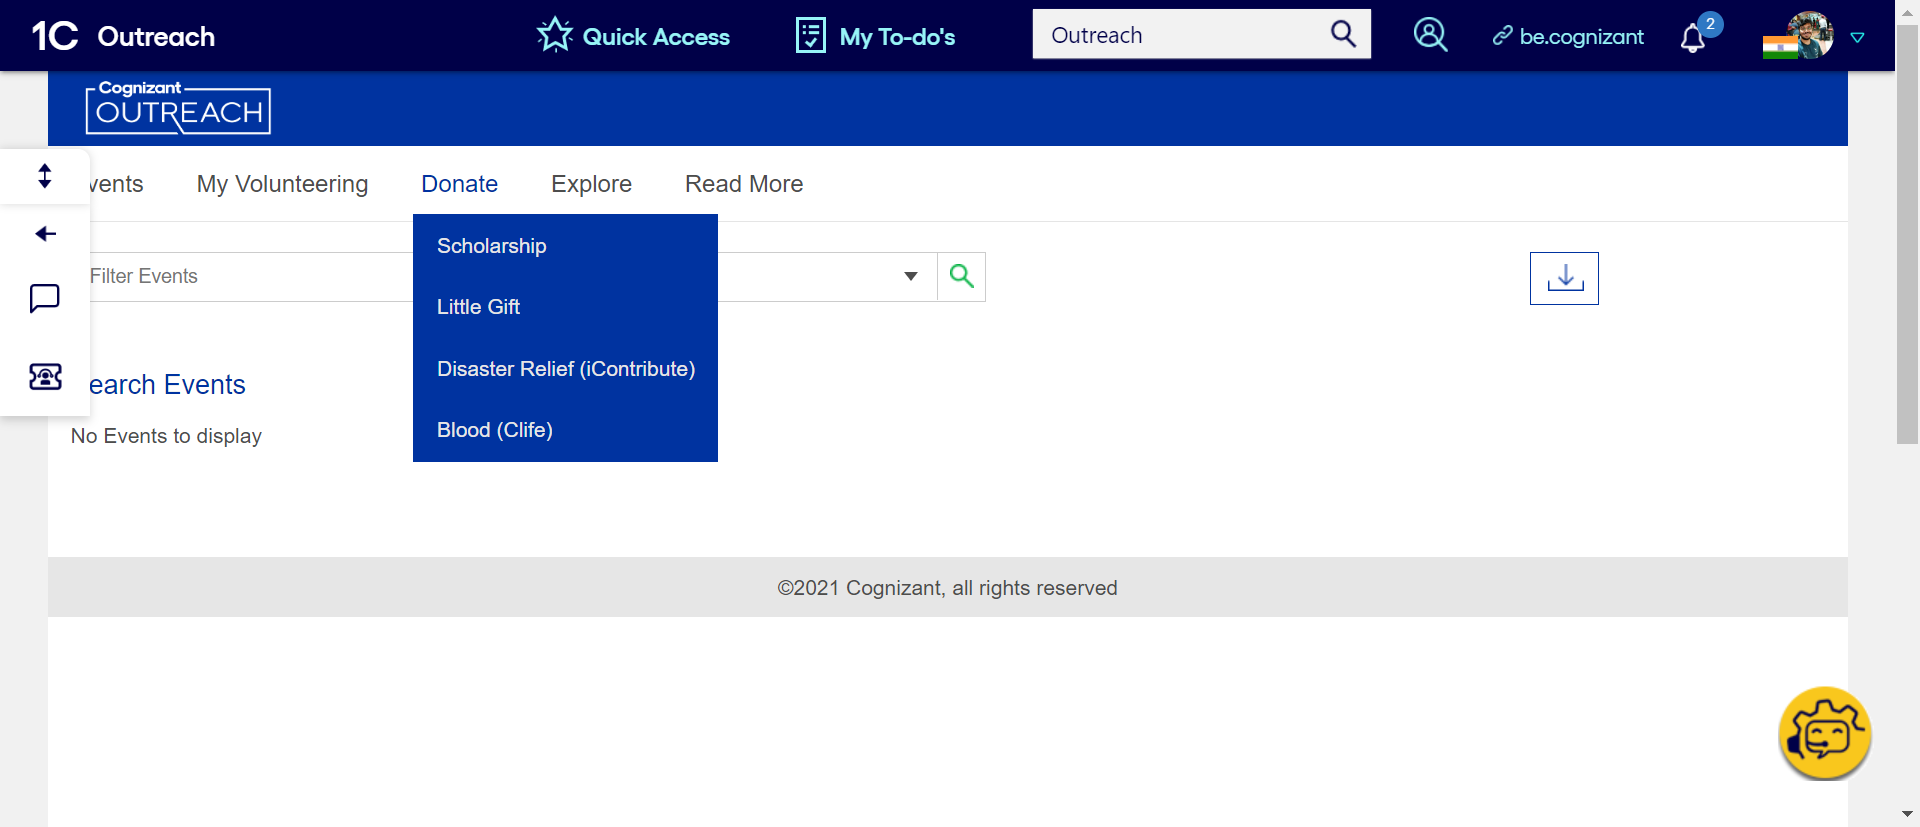 1C Outreach
Quick Access
My To-do's
Outreach
be.cognizant
2
Cognizant
OUTREACH
vents
My Volunteering
Donate
Explore
Read More
Scholarship
Little Gift
Disaster Relief (iContribute)
Blood (Clife)
Filter Events
earch Events
No Events to display
©2021 Cognizant, all rights reserved